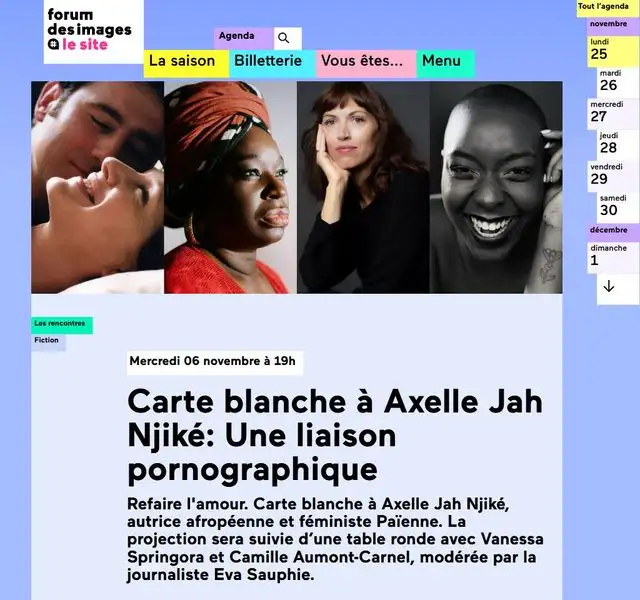 forum
des images
le site
Agenda
La saison
Billetterie
Vous êtes...
Menu
Tout l'agenda
novembre
lundi
25
mardi
26
mercredi
27
jeudi
28
vendredi
29
samedi
30
décembre
dimanche
1
Les rencontres
Fiction
Mercredi 06 novembre à 19h
Carte blanche à Axelle Jah
Njiké: Une liaison
pornographique
Refaire l'amour. Carte blanche à Axelle Jah Njiké,
autrice afropéenne et féministe Païenne. La
projection sera suivie d’une table ronde avec Vanessa
Springora et Camille Aumont-Carnel, modérée par la
journaliste Eva Sauphie.